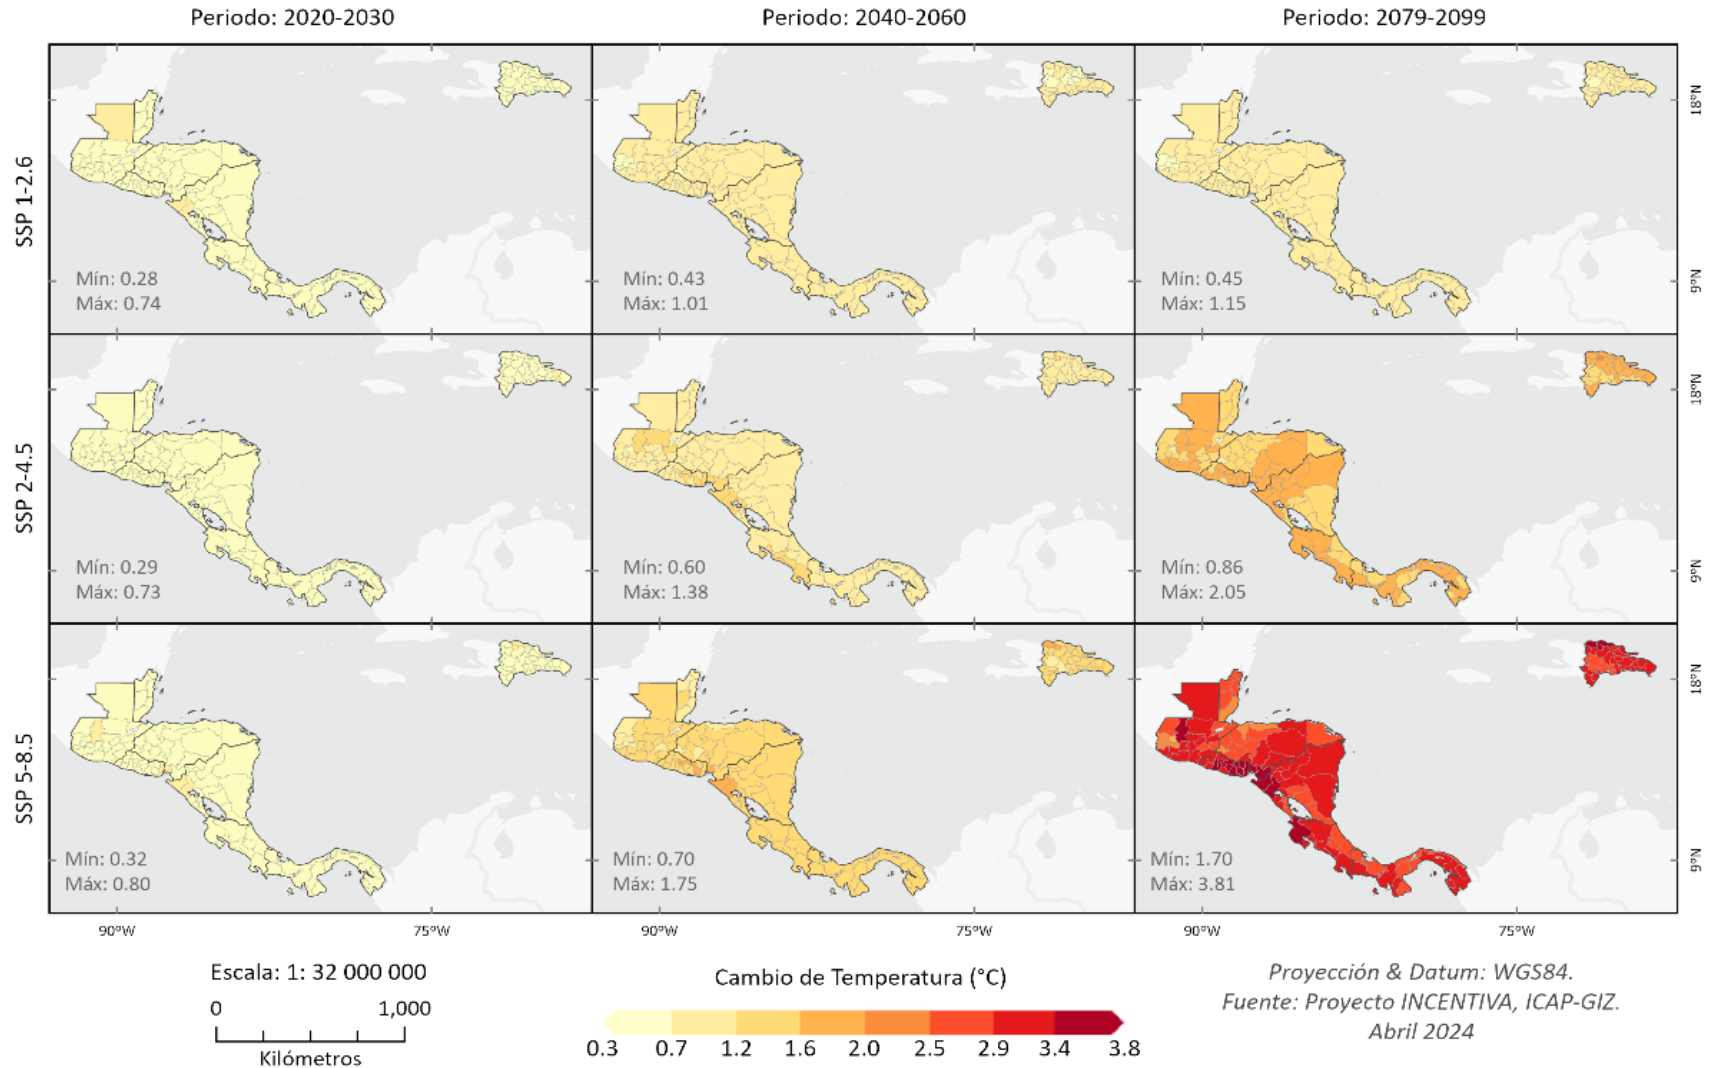 Periodo: 2020-2030
Periodo: 2040-2060
Periodo: 2079-2099
SSP 1-2.6
Mín: 0.28
Máx: 0.74
Mín: 0.43
Máx: 1.01
Mín: 0.45
Máx: 1.15
18°N
9°N
SSP 2-4.5
Mín: 0.29
Máx: 0.73
Mín: 0.60
Máx: 1.38
Mín: 0.86
Máx: 2.05
18°N
9°N
SSP 5-8.5
Mín: 0.32
Máx: 0.80
Mín: 0.70
Máx: 1.75
Mín: 1.70
Máx: 3.81
18°N
9°N
90°W
75°W
90°W
75°W
90°W
75°W
Escala: 1: 32 000 000
0
1,000
Kilómetros
Cambio de Temperatura (°C)
0.3 0.7 1.2 1.6 2.0 2.5 2.9 3.4 3.8
Proyección & Datum: WGS84.
Fuente: Proyecto INCENTIVA, ICAP-GIZ.
Abril 2024